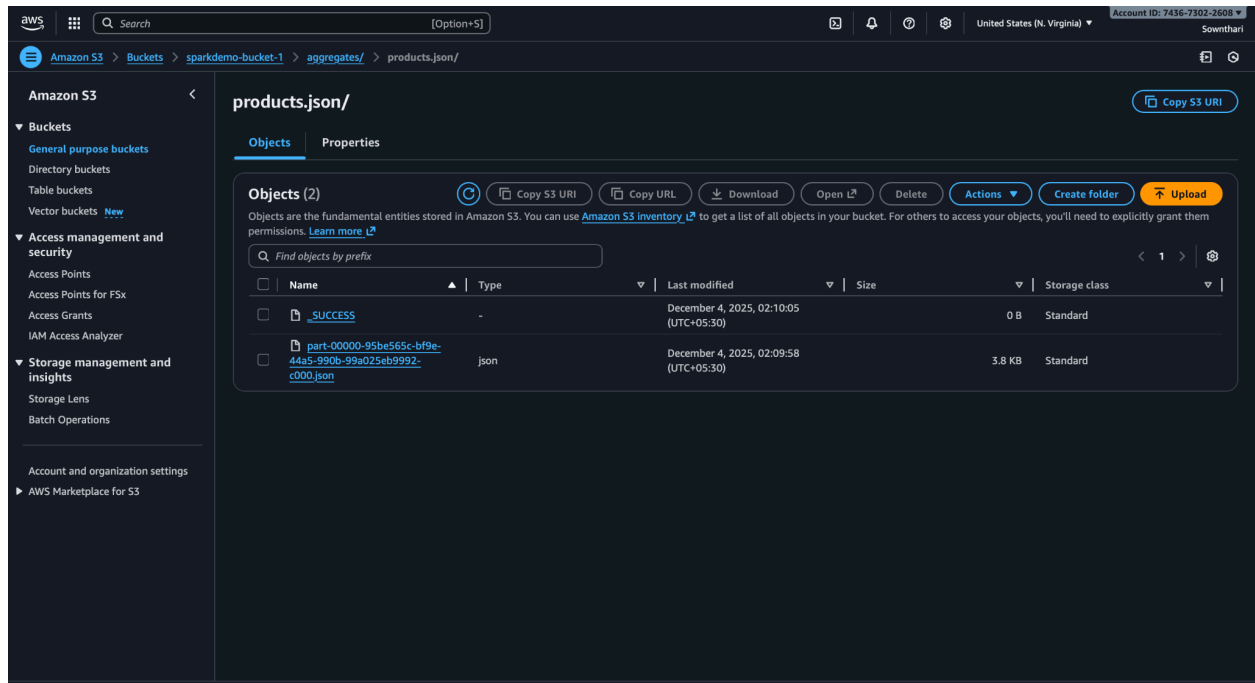 aws
Search [Option+S]
United States (N. Virginia)
Account ID: 7436-7302-2608
Sownthari
Amazon S3 > Buckets > sparkdemo-bucket-1 > aggregates/ > products.json/
Amazon S3
Buckets
General purpose buckets
Directory buckets
Table buckets
Vector buckets New
Access management and
security
Access Points
Access Points for FSx
Access Grants
IAM Access Analyzer
Storage management and
insights
Storage Lens
Batch Operations
Account and organization settings
AWS Marketplace for S3
products.json/
Copy S3 URI
Objects Properties
Objects (2)
Copy S3 URI Copy URL Download Open Delete Actions Create folder Upload
Objects are the fundamental entities stored in Amazon S3. You can use Amazon S3 inventory to get a list of all objects in your bucket. For others to access your objects, you'll need to explicitly grant them
permissions. Learn more
Find objects by prefix
1
Name Type Last modified Size Storage class
_SUCCESS - December 4, 2025, 02:10:05 0 B Standard
(UTC+05:30)
part-00000-95be565c-bf9e-
44a5-990b-99a025eb9992- json December 4, 2025, 02:09:58 3.8 KB Standard
c000.json (UTC+05:30)